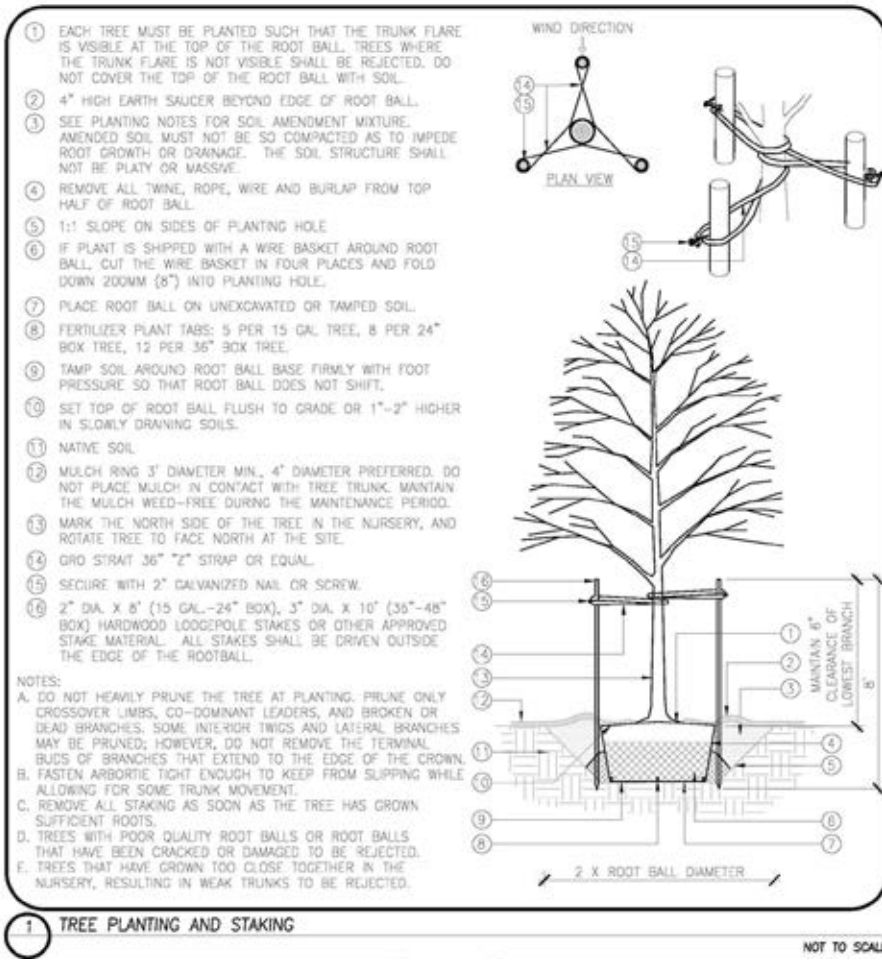 1 EACH TREE MUST BE PLANTED SUCH THAT THE TRUNK FLARE
IS VISIBLE AT THE TOP OF THE ROOT BALL. TREES WHERE
THE TRUNK FLARE IS NOT VISIBLE SHALL BE REJECTED. DO
NOT COVER THE TOP OF THE ROOT BALL WITH SOIL.
2 4" HIGH EARTH SAUCER BEYOND EDGE OF ROOT BALL.
3 SEE PLANTING NOTES FOR SOIL AMENDMENT MIXTURE.
AMENDED SOIL MUST NOT BE SO COMPACTED AS TO IMPEDE
ROOT GROWTH OR DRAINAGE. THE SOIL STRUCTURE SHALL
NOT BE PLATY OR MASSIVE.
4 REMOVE ALL TWINE, ROPE, WIRE AND BURLAP FROM TOP
HALF OF ROOT BALL.
5 1:1 SLOPE ON SIDES OF PLANTING HOLE
6 IF PLANT IS SHIPPED WITH A WIRE BASKET AROUND ROOT
BALL, CUT THE WIRE BASKET IN FOUR PLACES AND FOLD
DOWN 200MM (8") INTO PLANTING HOLE.
7 PLACE ROOT BALL ON UNEXCAVATED OR TAMPED SOIL.
8 FERTILIZER PLANT TABS: 5 PER 15 GAL TREE, 8 PER 24"
BOX TREE, 12 PER 36" BOX TREE.
9 TAMP SOIL AROUND ROOT BALL BASE FIRMLY WITH FOOT
PRESSURE SO THAT ROOT BALL DOES NOT SHIFT.
10 SET TOP OF ROOT BALL FLUSH TO GRADE OR 1"-2" HIGHER
IN SLOWLY DRAINING SOILS.
11 NATIVE SOIL
12 MULCH RING 3' DIAMETER MIN., 4' DIAMETER PREFERRED. DO
NOT PLACE MULCH IN CONTACT WITH TREE TRUNK. MAINTAIN
THE MULCH WEED-FREE DURING THE MAINTENANCE PERIOD.
13 MARK THE NORTH SIDE OF THE TREE IN THE NURSERY, AND
ROTATE TREE TO FACE NORTH AT THE SITE.
14 GRO STRAIT 36" "Z" STRAP OR EQUAL.
15 SECURE WITH 2" GALVANIZED NAIL OR SCREW.
16 2" DIA. X 8' (15 GAL.-24" BOX), 3" DIA. X 10' (36"-48"
BOX) HARDWOOD LODGEPOLE STAKES OR OTHER APPROVED
STAKE MATERIAL. ALL STAKES SHALL BE DRIVEN OUTSIDE
THE EDGE OF THE ROOTBALL.
NOTES:
A. DO NOT HEAVILY PRUNE THE TREE AT PLANTING. PRUNE ONLY
CROSSOVER LIMBS, CO-DOMINANT LEADERS, AND BROKEN OR
DEAD BRANCHES. SOME INTERIOR TWIGS AND LATERAL BRANCHES
MAY BE PRUNED; HOWEVER, DO NOT REMOVE THE TERMINAL
BUDS OF BRANCHES THAT EXTEND TO THE EDGE OF THE CROWN.
B. FASTEN ARBORTIE TIGHT ENOUGH TO KEEP FROM SLIPPING WHILE
ALLOWING FOR SOME TRUNK MOVEMENT.
C. REMOVE ALL STAKING AS SOON AS THE TREE HAS GROWN
SUFFICIENT ROOTS.
D. TREES WITH POOR QUALITY ROOT BALLS OR ROOT BALLS
THAT HAVE BEEN CRACKED OR DAMAGED TO BE REJECTED.
E. TREES THAT HAVE GROWN TOO CLOSE TOGETHER IN THE
NURSERY, RESULTING IN WEAK TRUNKS TO BE REJECTED.
WIND DIRECTION
14
15
PLAN VIEW
15
14
16
15
14
13
12
11
10
9
8
1
2
3
4
5
6
7
MAINTAIN 6"
CLEARANCE OF
LOWEST BRANCH
8'
2 X ROOT BALL DIAMETER
1 TREE PLANTING AND STAKING
NOT TO SCALE